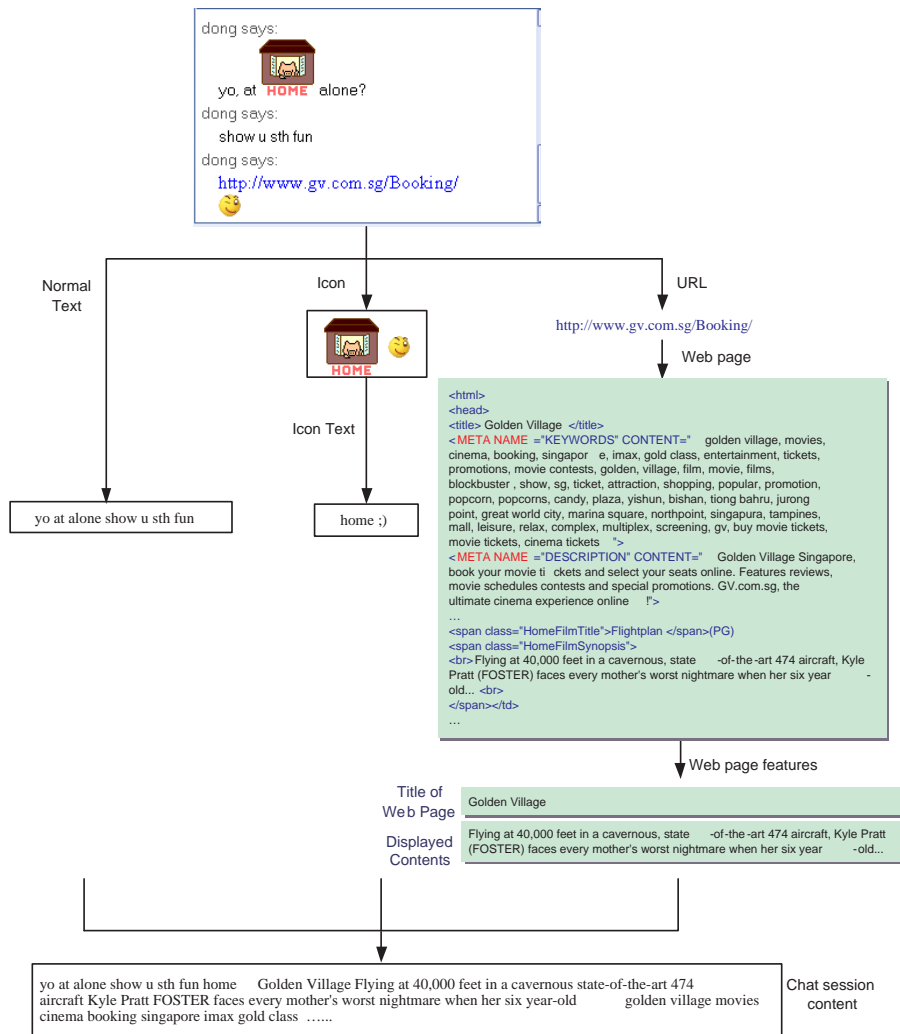 dong says:
yo, at HOME alone?
dong says:
show u sth fun
dong says:
http://www.gv.com.sg/Booking/
Normal
Text
Icon
URL
HOME
http://www.gv.com.sg/Booking/
Web page
Icon Text
<html>
<head>
<title> Golden Village </title>
<META NAME ="KEYWORDS" CONTENT=" golden village, movies,
cinema, booking, singapor e, imax, gold class, entertainment, tickets,
promotions, movie contests, golden, village, film, movie, films,
blockbuster , show, sg, ticket, attraction, shopping, popular, promotion,
popcorn, popcorns, candy, plaza, yishun, bishan, tiong bahru, jurong
point, great world city, marina square, northpoint, singapura, tampines,
mall, leisure, relax, complex, multiplex, screening, gv, buy movie tickets,
movie tickets, cinema tickets ">
<META NAME ="DESCRIPTION" CONTENT=" Golden Village Singapore,
book your movie ti ckets and select your seats online. Features reviews,
movie schedules contests and special promotions. GV.com.sg, the
ultimate cinema experience online !">
...
<span class="HomeFilmTitle">Flightplan </span>(PG)
<span class="HomeFilmSynopsis">
<br>Flying at 40,000 feet in a cavernous, state -of-the-art 474 aircraft, Kyle
Pratt (FOSTER) faces every mother's worst nightmare when her six year -
old... <br>
</span></td>
...
yo at alone show u sth fun
home ;)
Web page features
Title of
Web Page
Golden Village
Displayed
Contents
Flying at 40,000 feet in a cavernous, state -of-the-art 474 aircraft, Kyle Pratt
(FOSTER) faces every mother's worst nightmare when her six year -old...
yo at alone show u sth fun home Golden Village Flying at 40,000 feet in a cavernous state-of-the-art 474
aircraft Kyle Pratt FOSTER faces every mother's worst nightmare when her six year-old golden village movies
cinema booking singapore imax gold class ......
Chat session
content